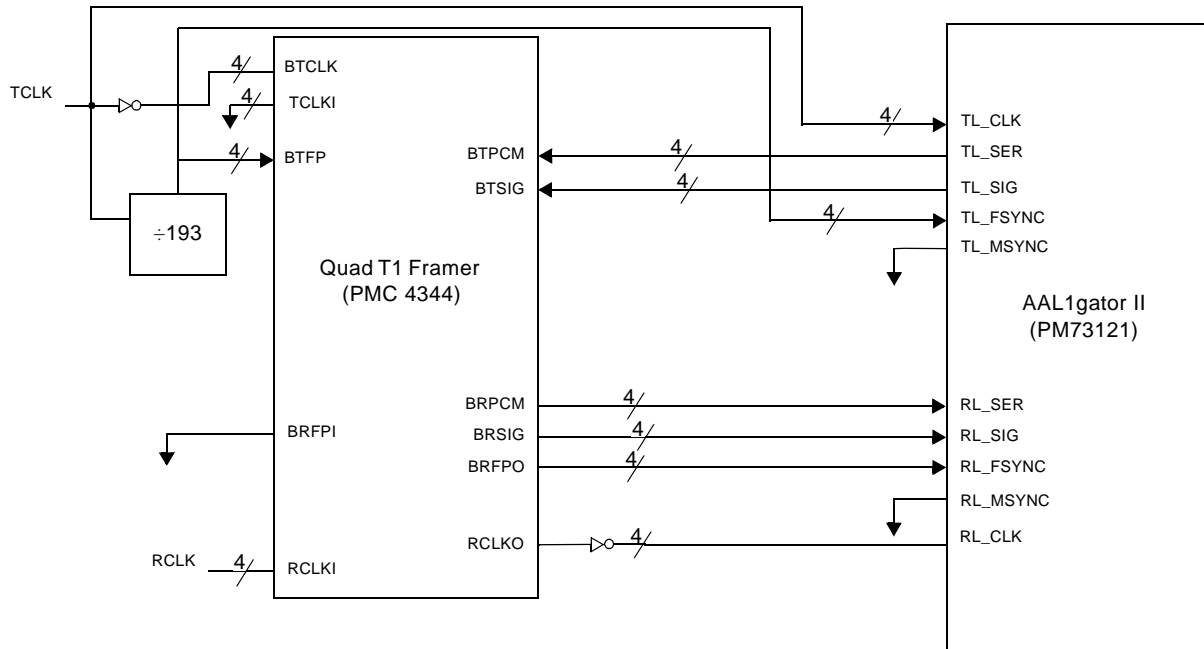 TCLK
÷193
4
BTCLK
4
TCLKI
4
BTFP
Quad T1 Framer
(PMC 4344)
BTPCM
4
BTSIG
4
4
TL_CLK
TL_SER
TL_SIG
4
TL_FSYNC
TL_MSYNC
AAL1gator II
(PM73121)
BRFPI
BRPCM
4
RL_SER
BRSIG
4
RL_SIG
BRFPO
4
RL_FSYNC
RL_MSYNC
RCLKO
4
RL_CLK
RCLK
4
RCLKI